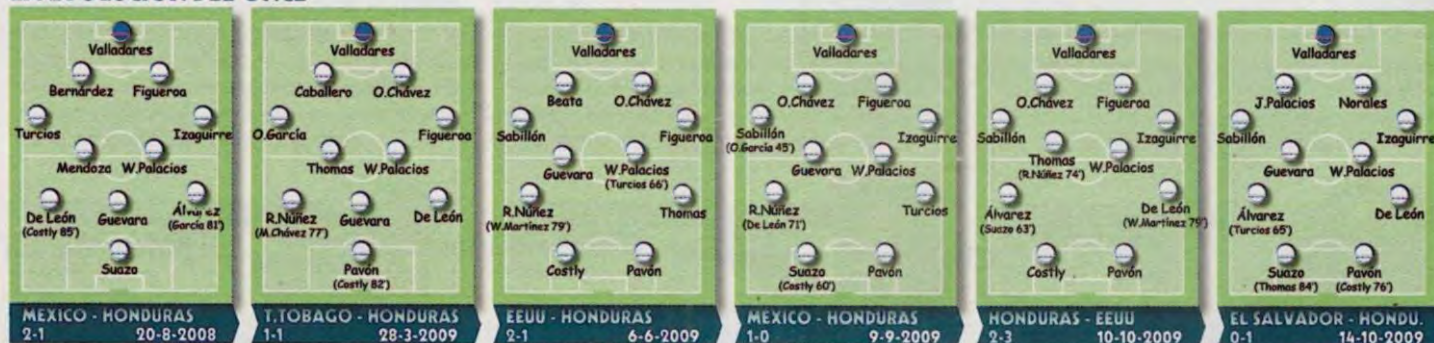 Valladares
Bernárdez Figueroa
Turcios Izaguirre
Mendoza W.Palacios
De León Guevara Álvarez
(Costly 85') (García 81')
Suazo
MEXICO - HONDURAS
2-1 20-8-2008
Valladares
Caballero O.Chávez
O.García Figueroa
Thomas W.Palacios
R.Núñez Guevara De León
(M.Chávez 77')
Pavón
(Costly 82')
T.TOBAGO - HONDURAS
1-1 28-3-2009
Valladares
Beata O.Chávez
Sabillón Figueroa
Guevara W.Palacios
(Turcios 66')
R.Núñez Thomas
(W.Martínez 79')
Costly Pavón
EEUU - HONDURAS
2-1 6-6-2009
Valladares
O.Chávez Figueroa
Sabillón Izaguirre
(O.García 45')
Guevara W.Palacios
R.Núñez Turcios
(De León 71')
Suazo Pavón
(Costly 60')
MÉXICO - HONDURAS
1-0 9-9-2009
Valladares
O.Chávez Figueroa
Sabillón Izaguirre
Thomas W.Palacios
(R.Núñez 74')
Álvarez De León
(Suazo 63') (W.Martínez 79')
Costly Pavón
HONDURAS - EEUU
2-3 10-10-2009
Valladares
J.Palacios Norales
Sabillón Izaguirre
Guevara W.Palacios
Álvarez De León
(Turcios 65')
Suazo Pavón
(Thomas 84') (Costly 76')
EL SALVADOR - HONDU.
0-1 14-10-2009